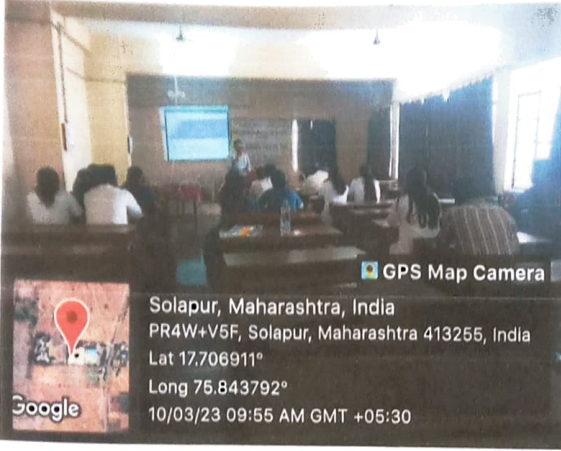 GPS Map Camera
Solapur, Maharashtra, India
PR4W+V5F, Solapur, Maharashtra 413255, India
Lat 17.706911°
Long 75.843792°
10/03/23 09:55 AM GMT +05:30
Google